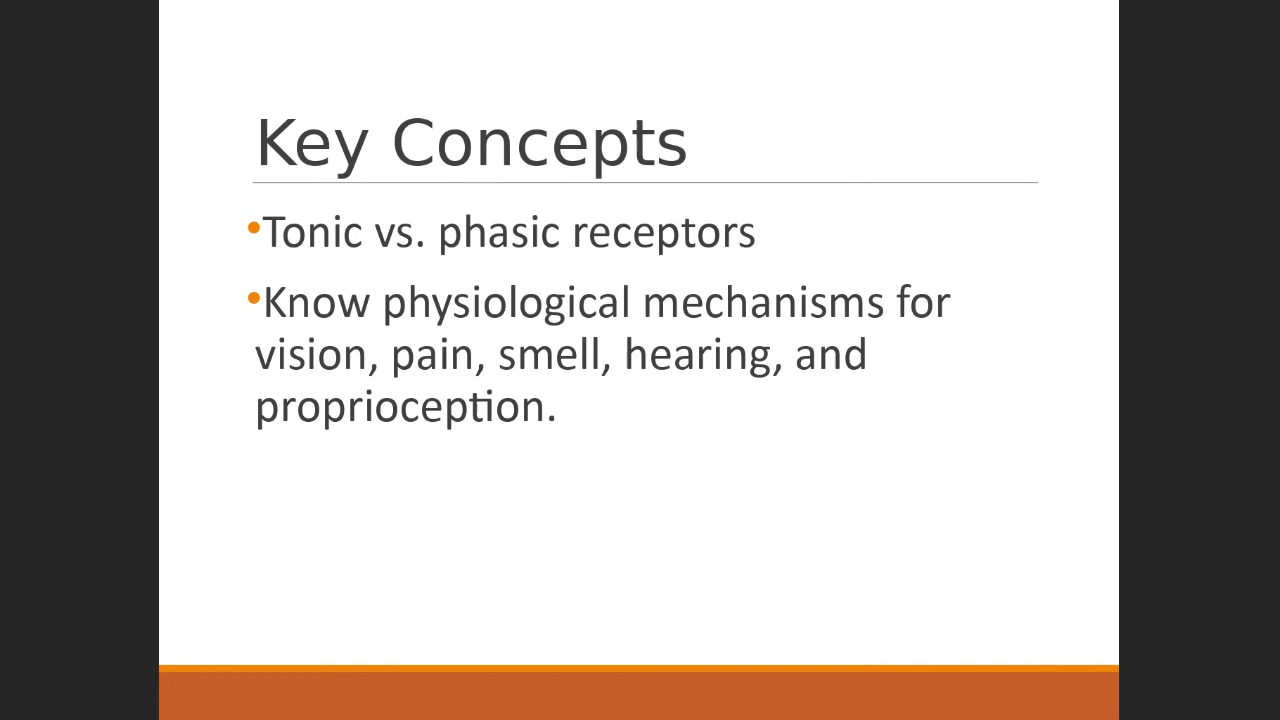 Key Concepts
•Tonic vs. phasic receptors
•Know physiological mechanisms for
vision, pain, smell, hearing, and
proprioception.